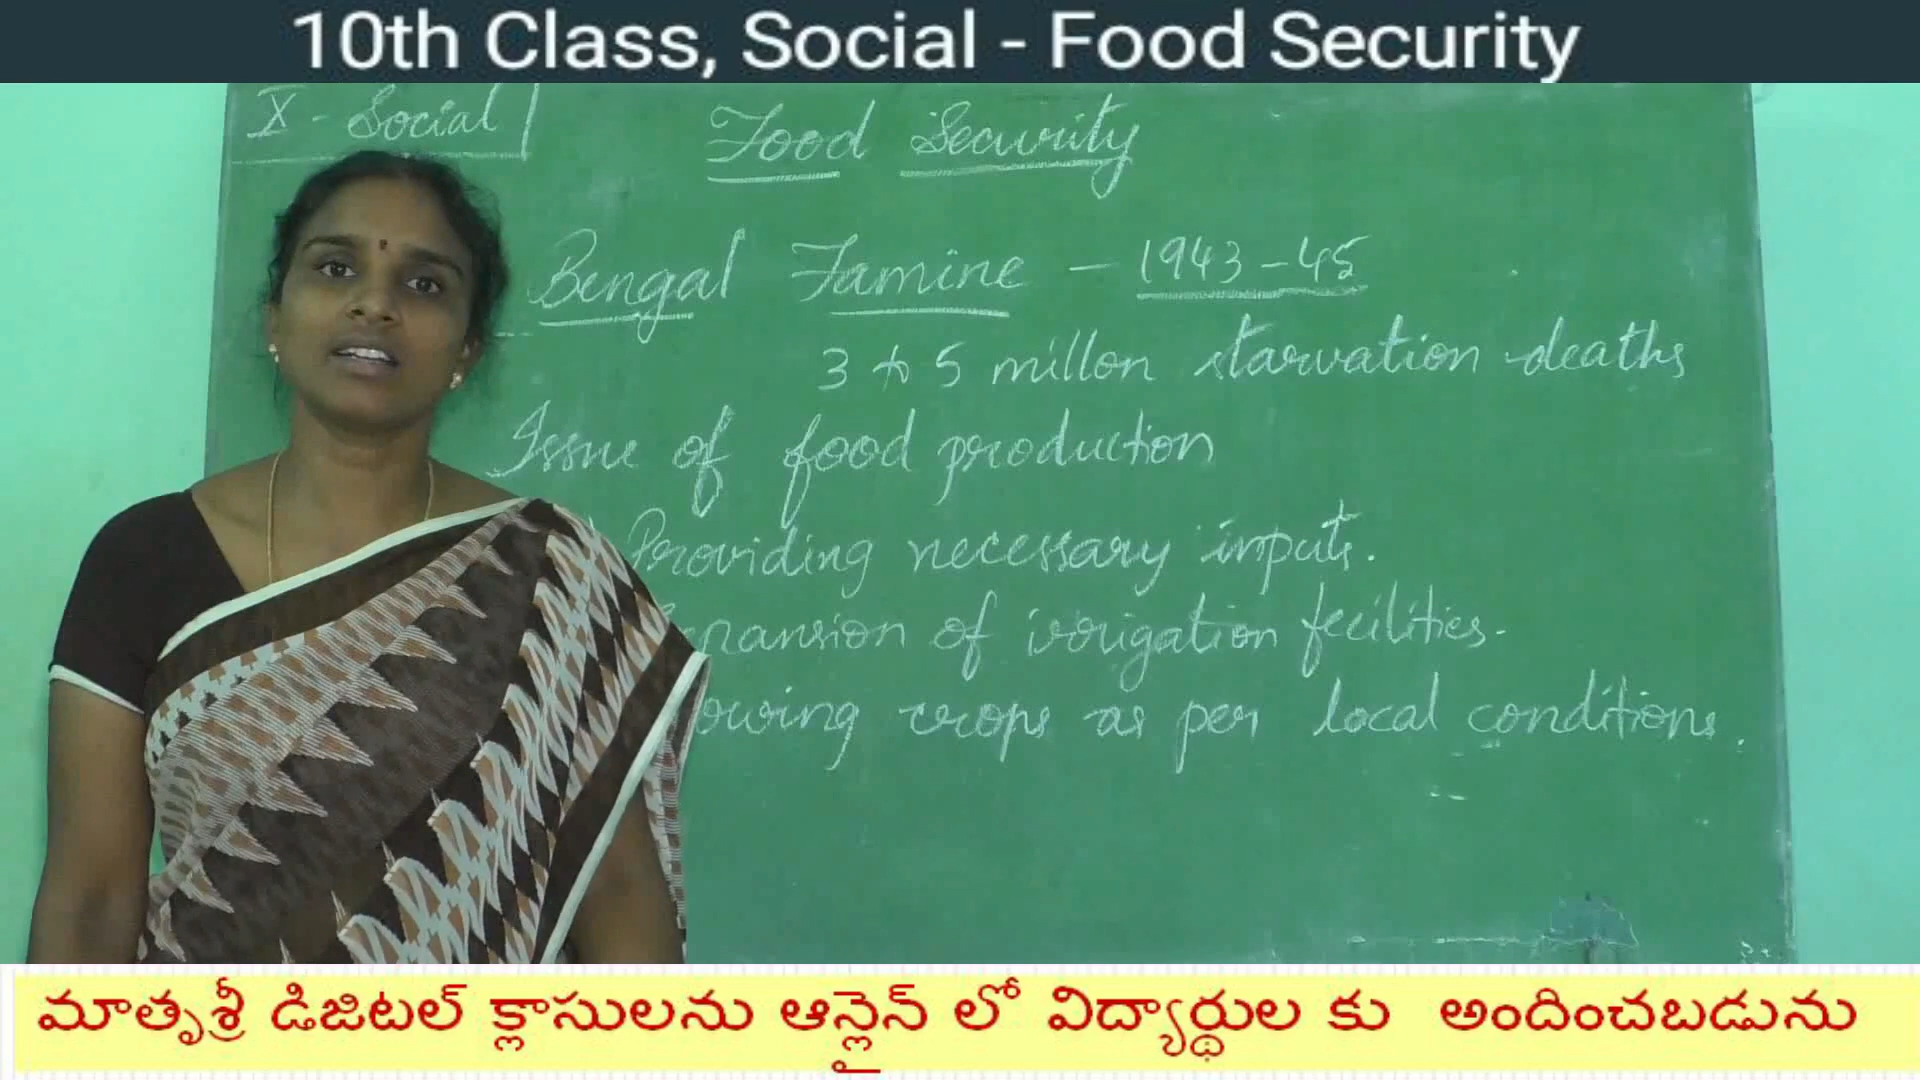 10th Class, Social - Food Security
X - Social
Food Security
Bengal Famine - 1943-45
3 to 5 millon starvation deaths
Issue of food production
Providing necessary inputs.
of irrigation fecilities.
crops as per local conditions.
మాతృశ్రీ డిజిటల్ క్లాసులను ఆన్లైన్ లో విద్యార్థుల కు అందించబడును